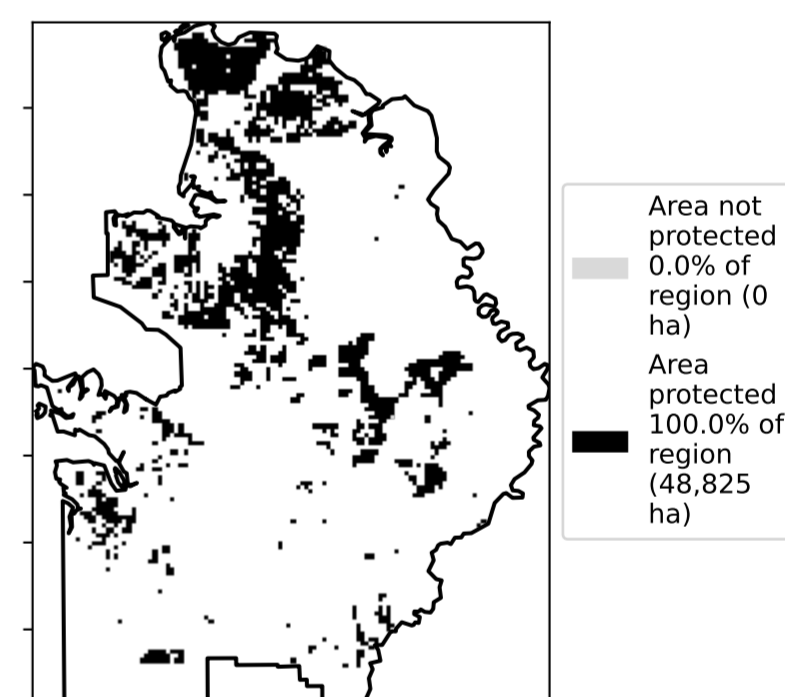 Area not
protected
0.0% of
region (0
ha)
Area
protected
100.0% of
region
(48,825
ha)